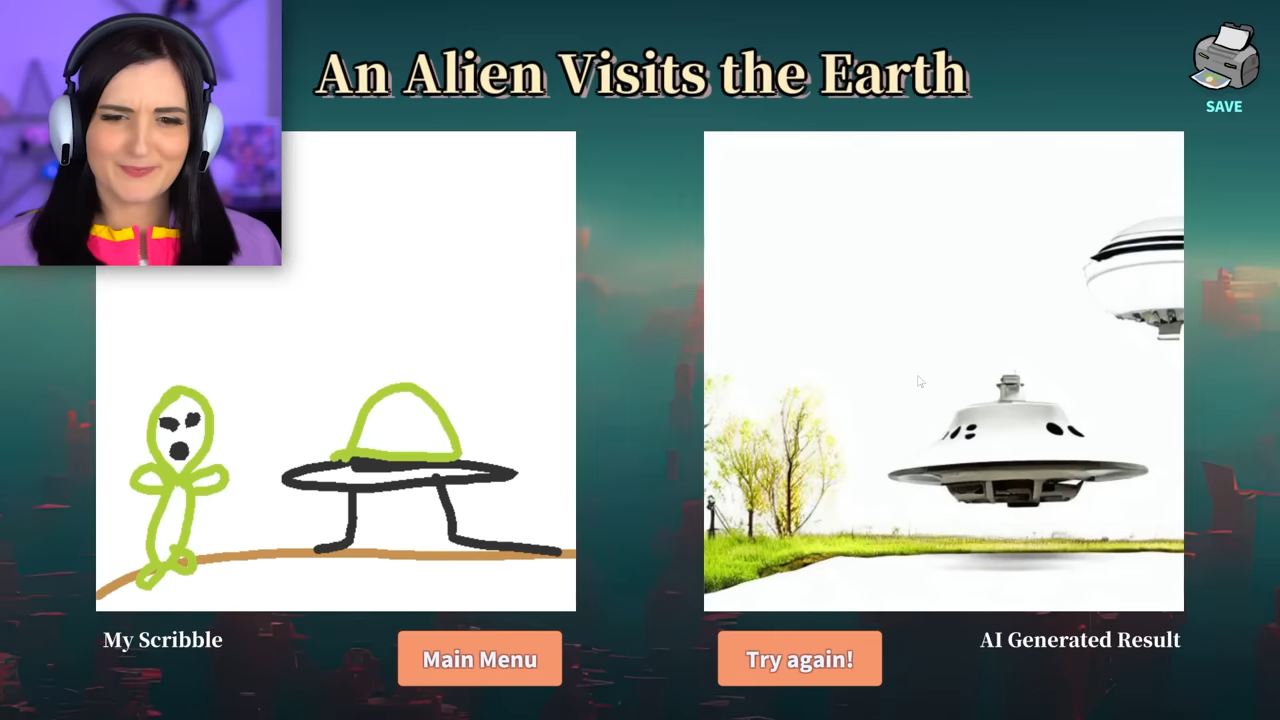 An Alien Visits the Earth
SAVE
My Scribble
Main Menu
Try again!
AI Generated Result